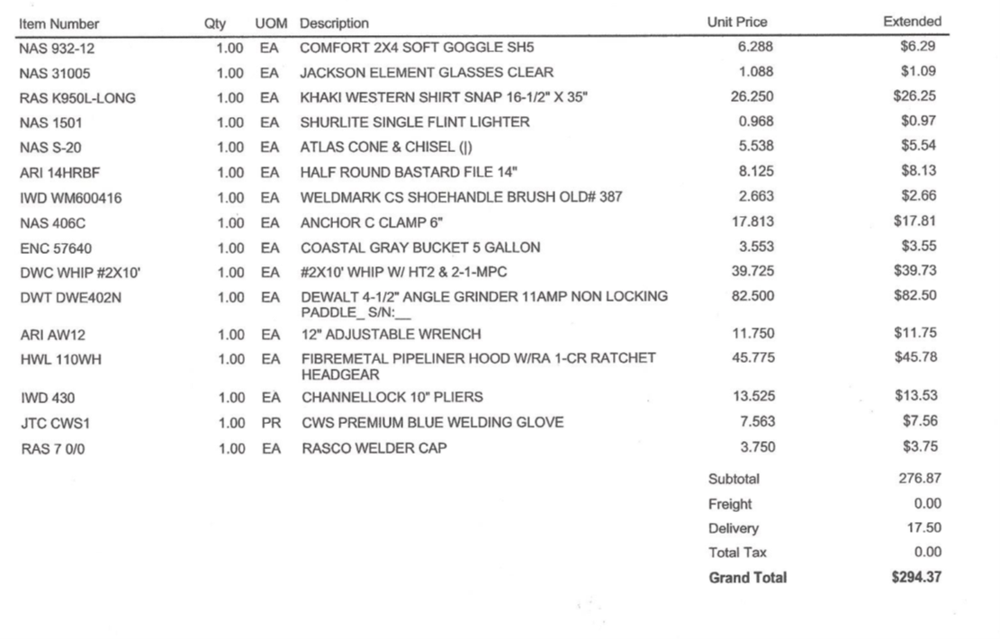 Item Number Qty UOM Description Unit Price Extended
NAS 932-12 1.00 EA COMFORT 2X4 SOFT GOGGLE SH5 6.288 $6.29
NAS 31005 1.00 EA JACKSON ELEMENT GLASSES CLEAR 1.088 $1.09
RAS K950L-LONG 1.00 EA KHAKI WESTERN SHIRT SNAP 16-1/2" X 35" 26.250 $26.25
NAS 1501 1.00 EA SHURLITE SINGLE FLINT LIGHTER 0.968 $0.97
NAS S-20 1.00 EA ATLAS CONE & CHISEL (|) 5.538 $5.54
ARI 14HRBF 1.00 EA HALF ROUND BASTARD FILE 14" 8.125 $8.13
IWD WM600416 1.00 EA WELDMARK CS SHOEHANDLE BRUSH OLD# 387 2.663 $2.66
NAS 406C 1.00 EA ANCHOR C CLAMP 6" 17.813 $17.81
ENC 57640 1.00 EA COASTAL GRAY BUCKET 5 GALLON 3.553 $3.55
DWC WHIP #2X10' 1.00 EA #2X10' WHIP W/ HT2 & 2-1-MPC 39.725 $39.73
DWT DWE402N 1.00 EA DEWALT 4-1/2" ANGLE GRINDER 11AMP NON LOCKING 82.500 $82.50
PADDLE_ S/N:__
ARI AW12 1.00 EA 12" ADJUSTABLE WRENCH 11.750 $11.75
HWL 110WH 1.00 EA FIBREMETAL PIPELINER HOOD W/RA 1-CR RATCHET 45.775 $45.78
HEADGEAR
IWD 430 1.00 EA CHANNELLOCK 10" PLIERS 13.525 $13.53
JTC CWS1 1.00 PR CWS PREMIUM BLUE WELDING GLOVE 7.563 $7.56
RAS 7 0/0 1.00 EA RASCO WELDER CAP 3.750 $3.75
Subtotal 276.87
Freight 0.00
Delivery 17.50
Total Tax 0.00
Grand Total $294.37